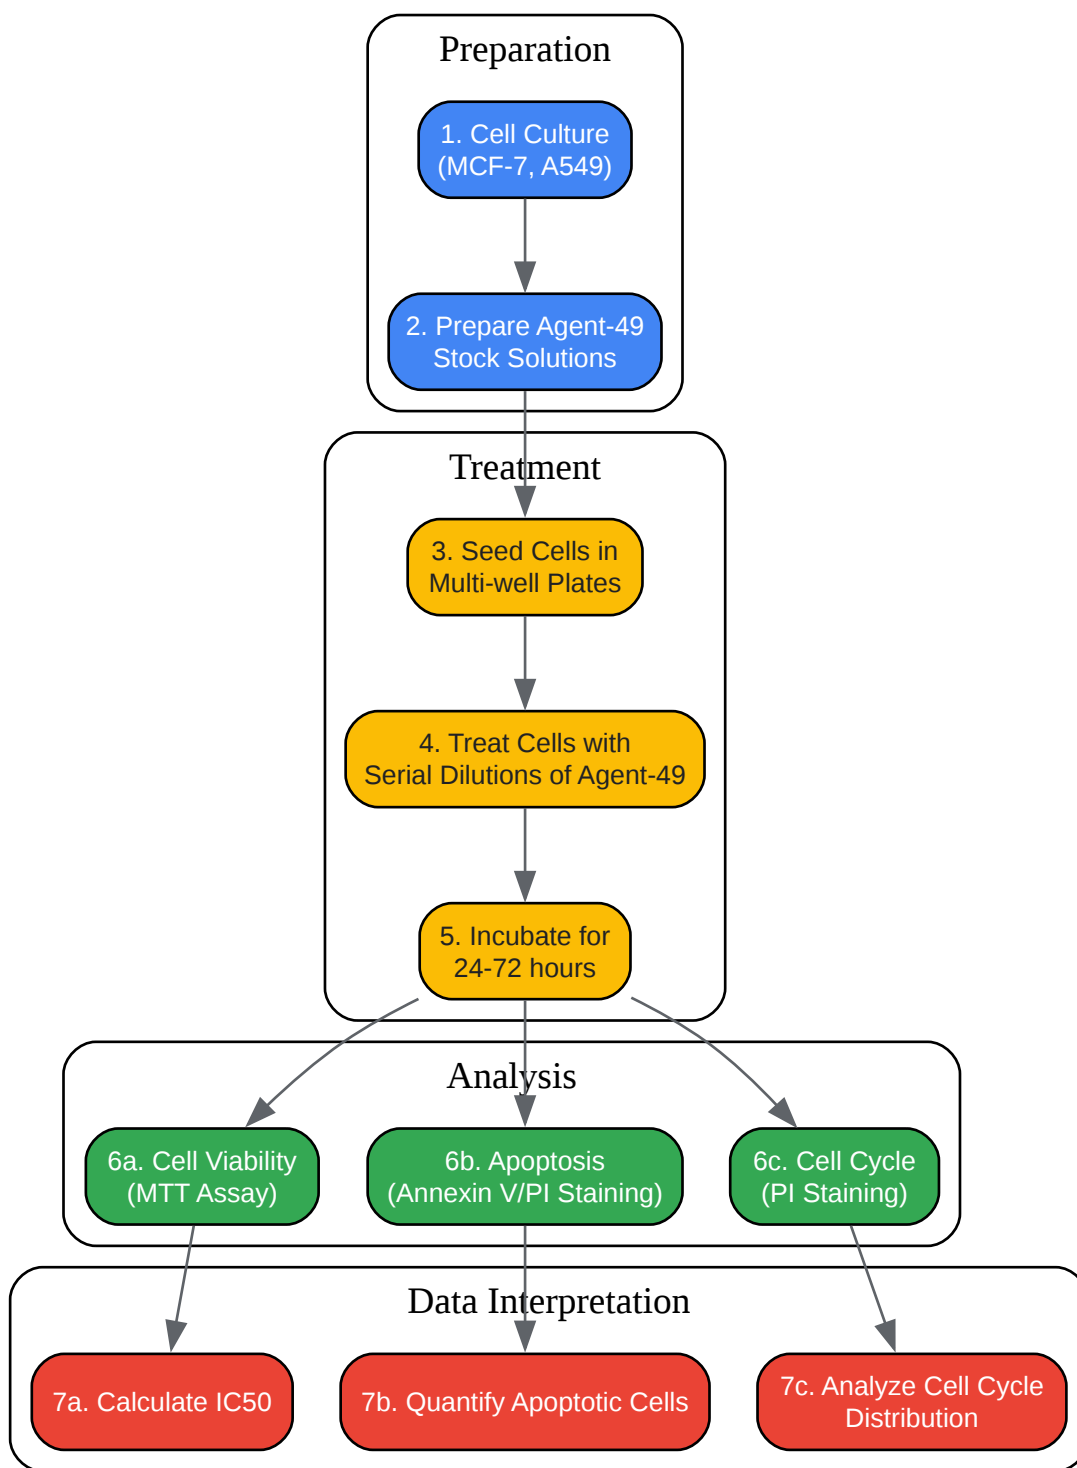 Preparation
1. Cell Culture
(MCF-7, A549)
2. Prepare Agent-49
Stock Solutions
Treatment
3. Seed Cells in
Multi-well Plates
4. Treat Cells with
Serial Dilutions of Agent-49
5. Incubate for
24-72 hours
Analysis
6a. Cell Viability
(MTT Assay)
6b. Apoptosis
(Annexin V/PI Staining)
6c. Cell Cycle
(PI Staining)
Data Interpretation
7a. Calculate IC50
7b. Quantify Apoptotic Cells
7c. Analyze Cell Cycle
Distribution